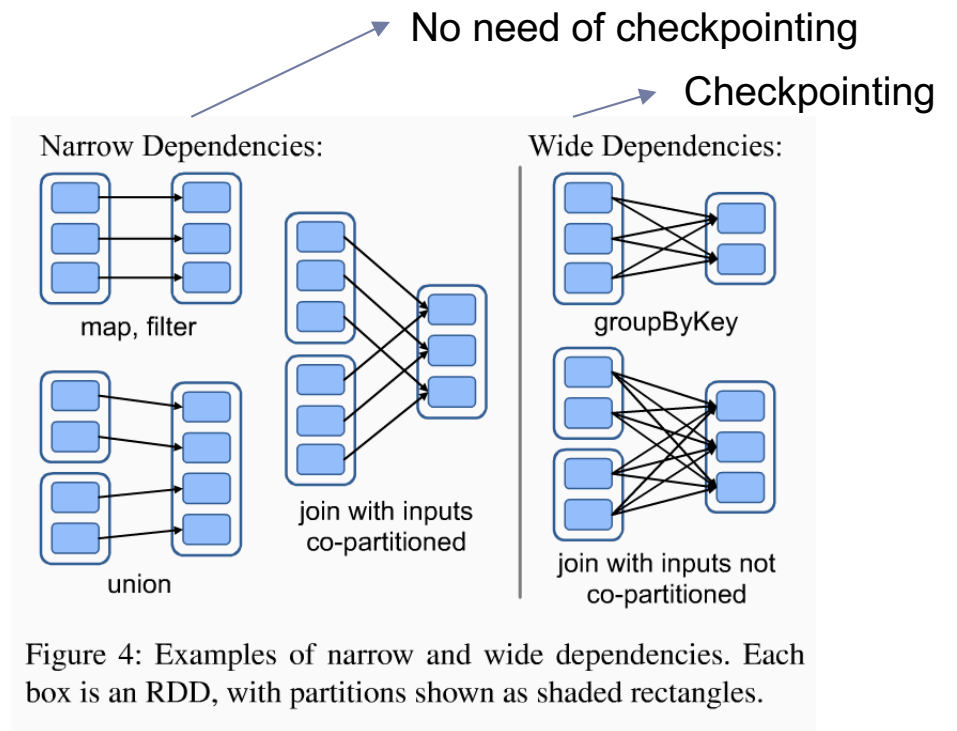 No need of checkpointing
Checkpointing
Narrow Dependencies:
Wide Dependencies:
map, filter
groupByKey
join with inputs
co-partitioned
union
join with inputs not
co-partitioned
Figure 4: Examples of narrow and wide dependencies. Each
box is an RDD, with partitions shown as shaded rectangles.